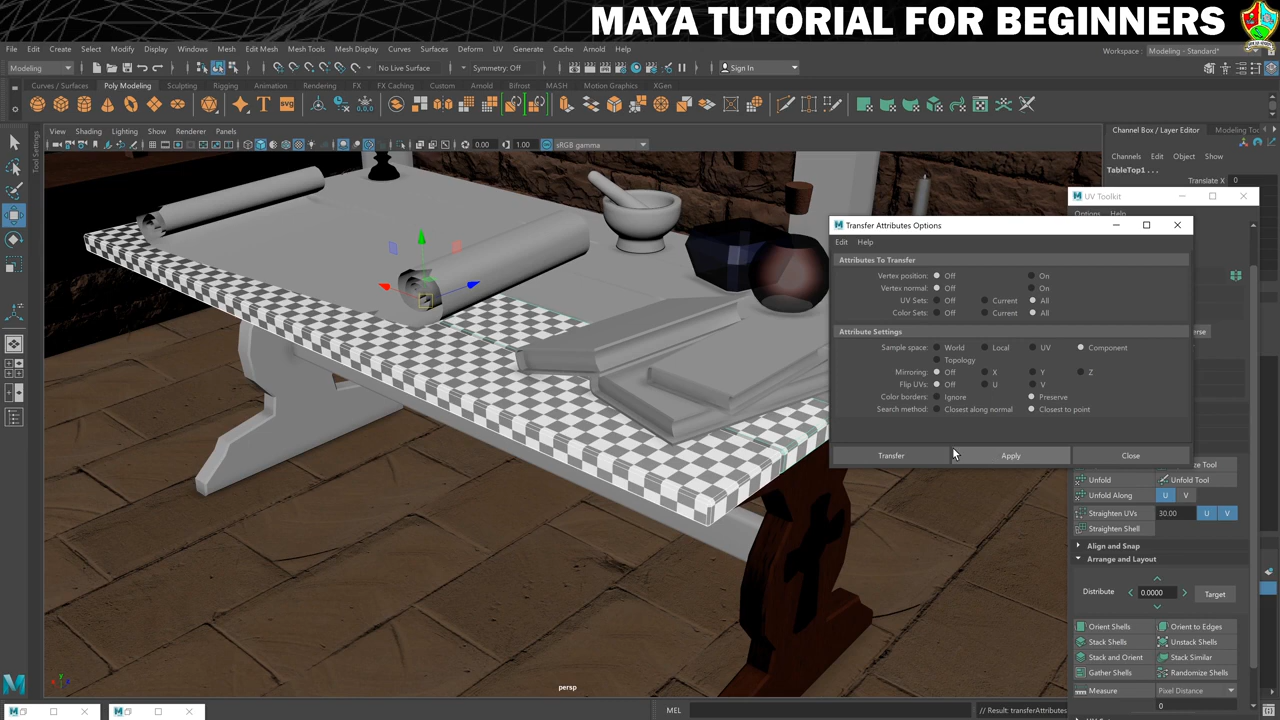 MAYA TUTORIAL FOR BEGINNERS
File Edit Create Select Modify Display Windows Mesh Edit Mesh Mesh Tools Mesh Display Curves Surfaces Deform UV Generate Cache Arnold Help
Workspace : Modeling - Standard*
Modeling No Live Surface Symmetry: Off Sign In
Curves / Surfaces Poly Modeling Sculpting Rigging Animation Rendering FX FX Caching Custom Arnold Bifrost MASH Motion Graphics XGen
View Shading Lighting Show Renderer Panels
Channel Box / Layer Editor
0.00 1.00 sRGB gamma
Channels Edit Object Show
Tool Settings
TableTop1 . . .
Translate X 0
UV Toolkit
Options Help
Transfer Attributes Options
Edit Help
Attributes To Transfer
Vertex position: Off On
Vertex normal: Off On
UV Sets: Off Current All
Color Sets: Off Current All
Attribute Settings
Sample space: World Local UV Component
Topology
Mirroring: Off X Y Z
Flip UVs: Off U V
Color borders: Ignore Preserve
Search method: Closest along normal Closest to point
Transfer Apply Close
Unfold Unfold Tool
Unfold Along U V
Straighten UVs 30.00 U V
Straighten Shell
Align and Snap
Arrange and Layout
Distribute 0.0000 Target
Orient Shells Orient to Edges
Stack Shells Unstack Shells
Stack and Orient Stack Similar
Gather Shells Randomize Shells
Measure Pixel Distance
0
persp
MEL // Result: transferAttributes